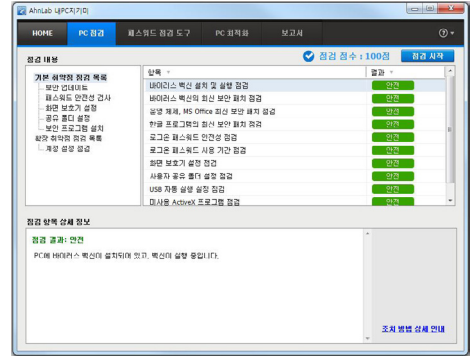 AhnLab 내PC지키미
HOME PC 점검 패스워드 점검 도구 PC 최적화 보고서
점검 내용 점검 점수 : 100점 점검 시작
기본 취약점 점검 목록
보안 업데이트
패스워드 안전성 검사
화면 보호기 설정
공유 폴더 설정
보안 프로그램 설치
확장 취약점 점검 목록
계정 설정 점검
항목 결과
바이러스 백신 설치 및 실행 점검 안전
바이러스 백신의 최신 보안 패치 점검 안전
운영 체제, MS Office 최신 보안 패치 점검 안전
한글 프로그램의 최신 보안 패치 점검 안전
로그온 패스워드 안전성 점검 안전
로그온 패스워드 사용 기간 점검 안전
화면 보호기 설정 점검 안전
사용자 공유 폴더 설정 점검 안전
USB 자동 실행 설정 점검 안전
미사용 ActiveX 프로그램 점검 안전
점검 항목 상세 정보
점검 결과: 안전
PC에 바이러스 백신이 설치되어 있고, 백신이 실행 중입니다.
조치 방법 상세 안내